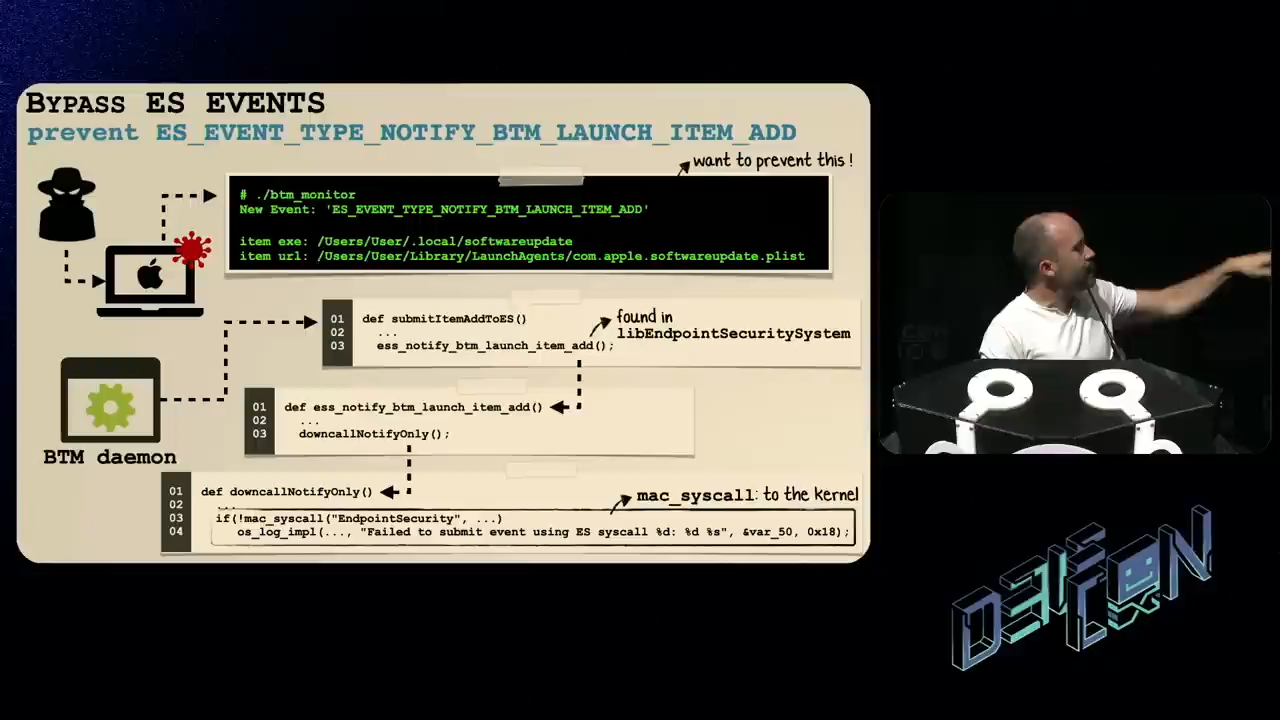 BYPASS ES EVENTS
prevent ES_EVENT_TYPE_NOTIFY_BTM_LAUNCH_ITEM_ADD
want to prevent this !
# ./btm_monitor
New Event: 'ES_EVENT_TYPE_NOTIFY_BTM_LAUNCH_ITEM_ADD'
item exe: /Users/User/.local/softwareupdate
item url: /Users/User/Library/LaunchAgents/com.apple.softwareupdate.plist
01 def submitItemAddToES()
02 ...
03 ess_notify_btm_launch_item_add();
found in
libEndpointSecuritySystem
01 def ess_notify_btm_launch_item_add()
02 ...
03 downcallNotifyOnly();
BTM daemon
01 def downcallNotifyOnly()
02 ...
03 if(!mac_syscall("EndpointSecurity", ...)
04 os_log_impl(..., "Failed to submit event using ES syscall %d: %d %s", &var_50, 0x18);
mac_syscall: to the kernel
DEF
CON